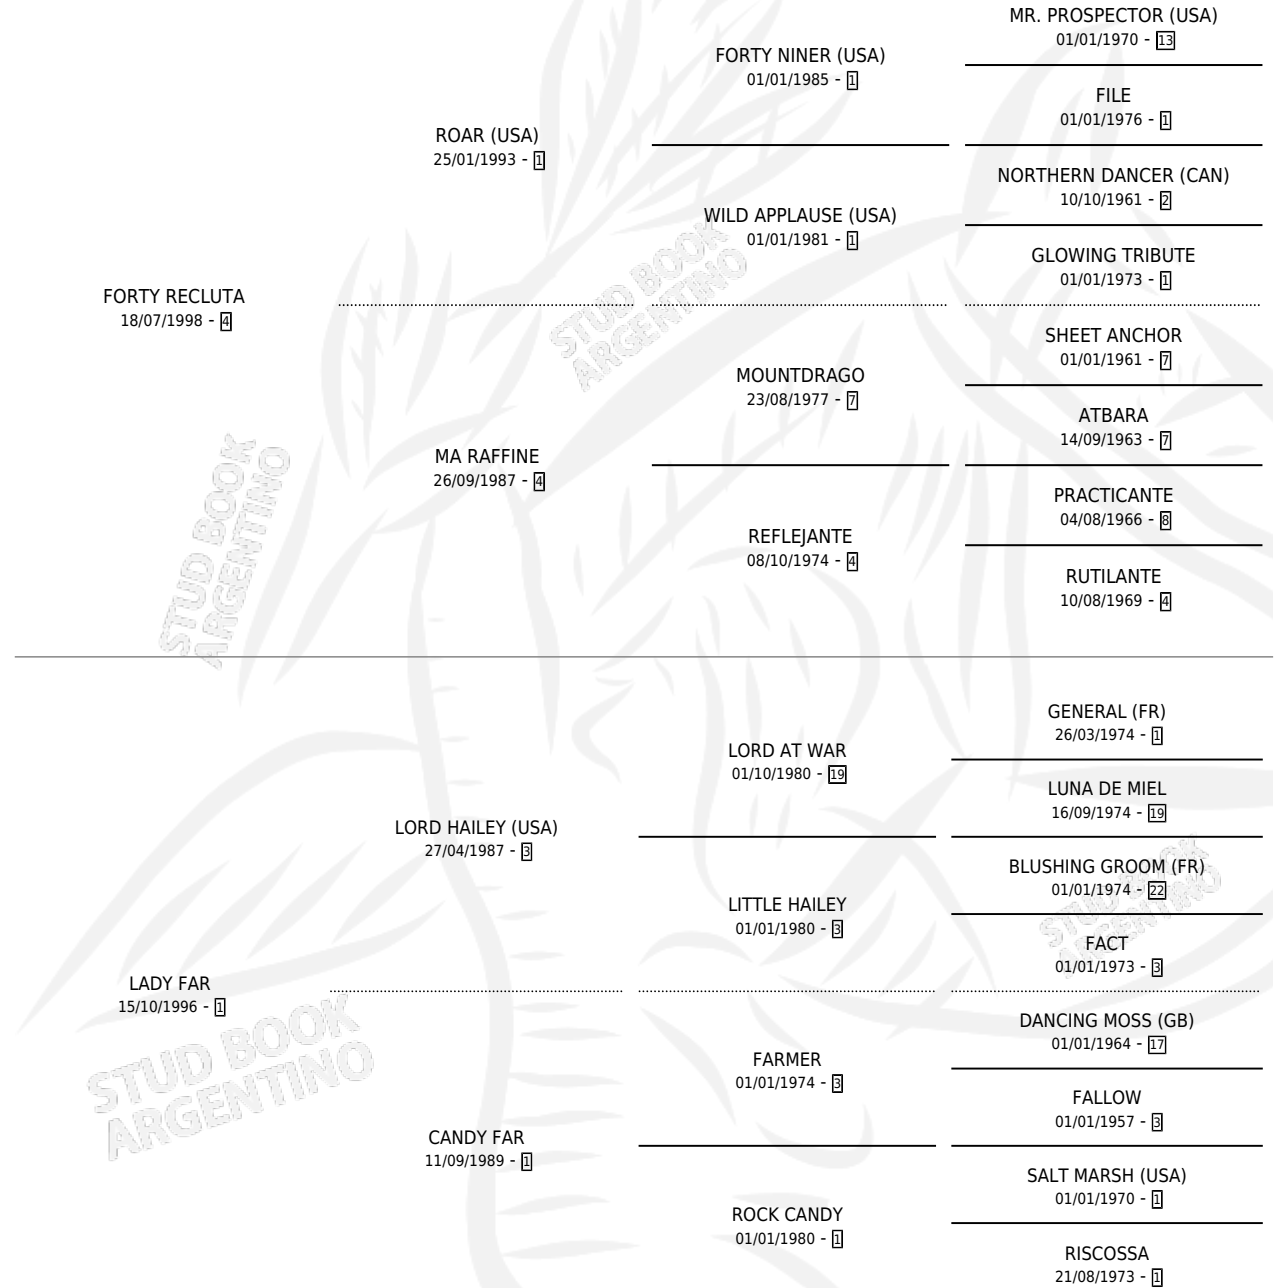 MR. PROSPECTOR (USA)
01/01/1970 - 13
FORTY NINER (USA)
01/01/1985 - 1
FILE
01/01/1976 - 1
ROAR (USA)
25/01/1993 - 1
NORTHERN DANCER (CAN)
10/10/1961 - 2
WILD APPLAUSE (USA)
01/01/1981 - 1
GLOWING TRIBUTE
01/01/1973 - 1
FORTY RECLUTA
18/07/1998 - 4
STUD BOOK
ARGENTINO
SHEET ANCHOR
01/01/1961 - 7
MOUNTDRAGO
23/08/1977 - 7
ATBARA
14/09/1963 - 7
MA RAFFINE
26/09/1987 - 4
PRACTICANTE
04/08/1966 - 8
REFLEJANTE
08/10/1974 - 4
RUTILANTE
10/08/1969 - 4
STUD BOOK
ARGENTINO
GENERAL (FR)
26/03/1974 - 1
LORD AT WAR
01/10/1980 - 19
LUNA DE MIEL
16/09/1974 - 19
LORD HAILEY (USA)
27/04/1987 - 3
BLUSHING GROOM (FR)
01/01/1974 - 22
LITTLE HAILEY
01/01/1980 - 3
FACT
01/01/1973 - 3
STUD BOOK
ARGENTINO
LADY FAR
15/10/1996 - 1
DANCING MOSS (GB)
01/01/1964 - 17
FARMER
01/01/1974 - 3
FALLOW
01/01/1957 - 3
STUD BOOK
ARGENTINO
CANDY FAR
11/09/1989 - 1
SALT MARSH (USA)
01/01/1970 - 1
ROCK CANDY
01/01/1980 - 1
RISCOSSA
21/08/1973 - 1